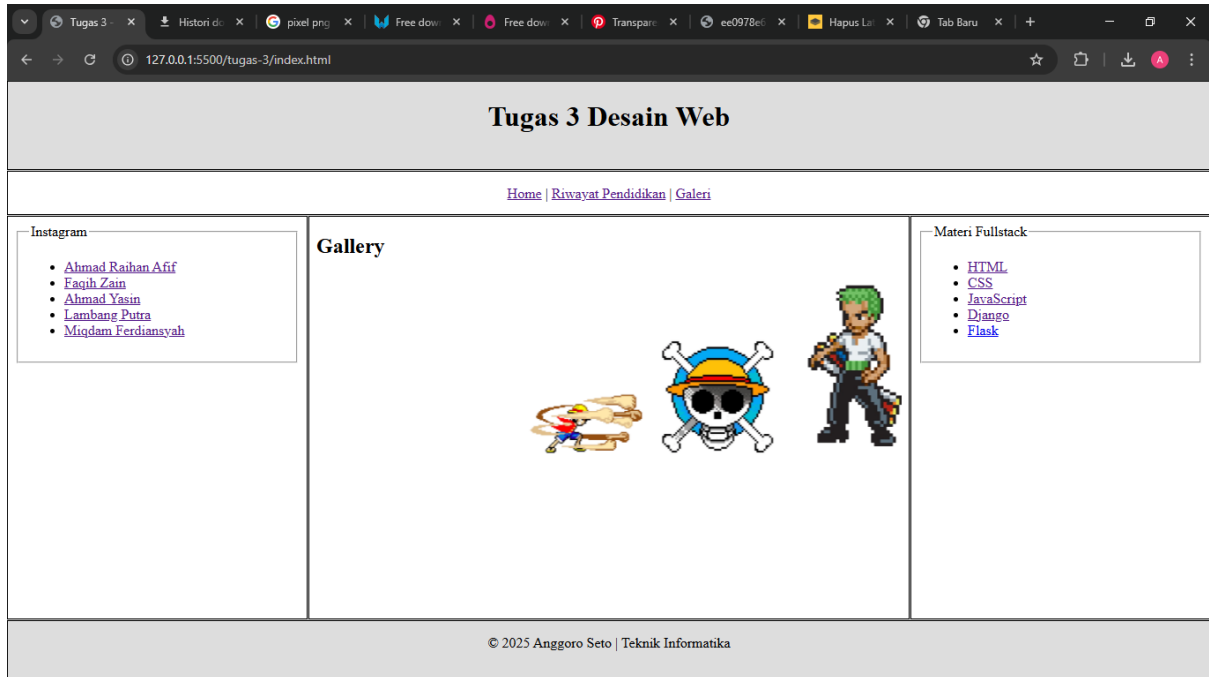 Tugas 3 -
Histori do
pixel png
Free dow
Free dow
Transpare
ee0978e6
Hapus Lat
Tab Baru
127.0.0.1:5500/tugas-3/index.html
A
Tugas 3 Desain Web
Home | Riwayat Pendidikan | Galeri
Instagram
Ahmad Raihan Afif
Faqih Zain
Ahmad Yasin
Lambang Putra
Miqdam Ferdiansyah
Gallery
Materi Fullstack
HTML
CSS
JavaScript
Django
Flask
© 2025 Anggoro Seto | Teknik Informatika